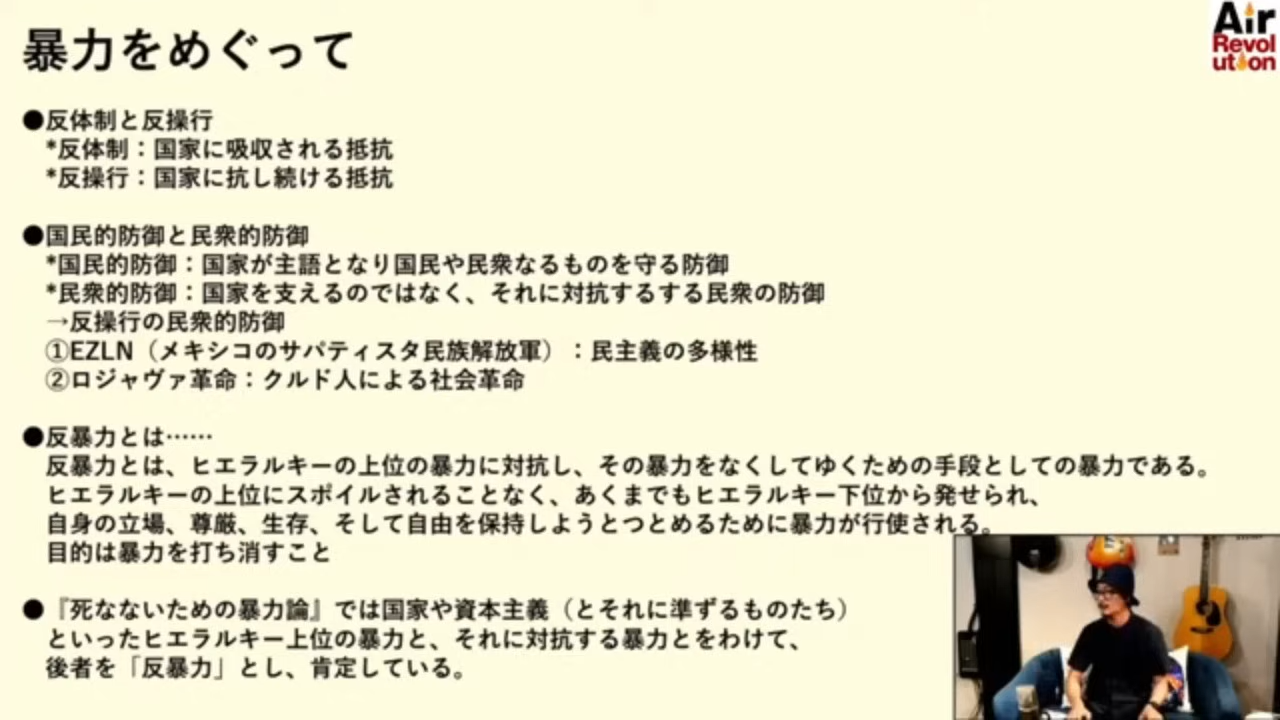 暴力をめぐって
Air
Revol
ution
●反体制と反操行
*反体制：国家に吸収される抵抗
*反操行：国家に抗し続ける抵抗
●国民的防御と民衆的防御
*国民的防御：国家が主語となり国民や民衆なるものを守る防御
*民衆的防御：国家を支えるのではなく、それに対抗するする民衆の防御
→反操行の民衆的防御
①EZLN（メキシコのサパティスタ民族解放軍）：民主義の多様性
②ロジャヴァ革命：クルド人による社会革命
●反暴力とは……
反暴力とは、ヒエラルキーの上位の暴力に対抗し、その暴力をなくしてゆくための手段としての暴力である。
ヒエラルキーの上位にスポイルされることなく、あくまでもヒエラルキー下位から発せられ、
自身の立場、尊厳、生存、そして自由を保持しようとつとめるために暴力が行使される。
目的は暴力を打ち消すこと
●『死なないための暴力論』では国家や資本主義（とそれに準ずるものたち）
といったヒエラルキー上位の暴力と、それに対抗する暴力とをわけて、
後者を「反暴力」とし、肯定している。